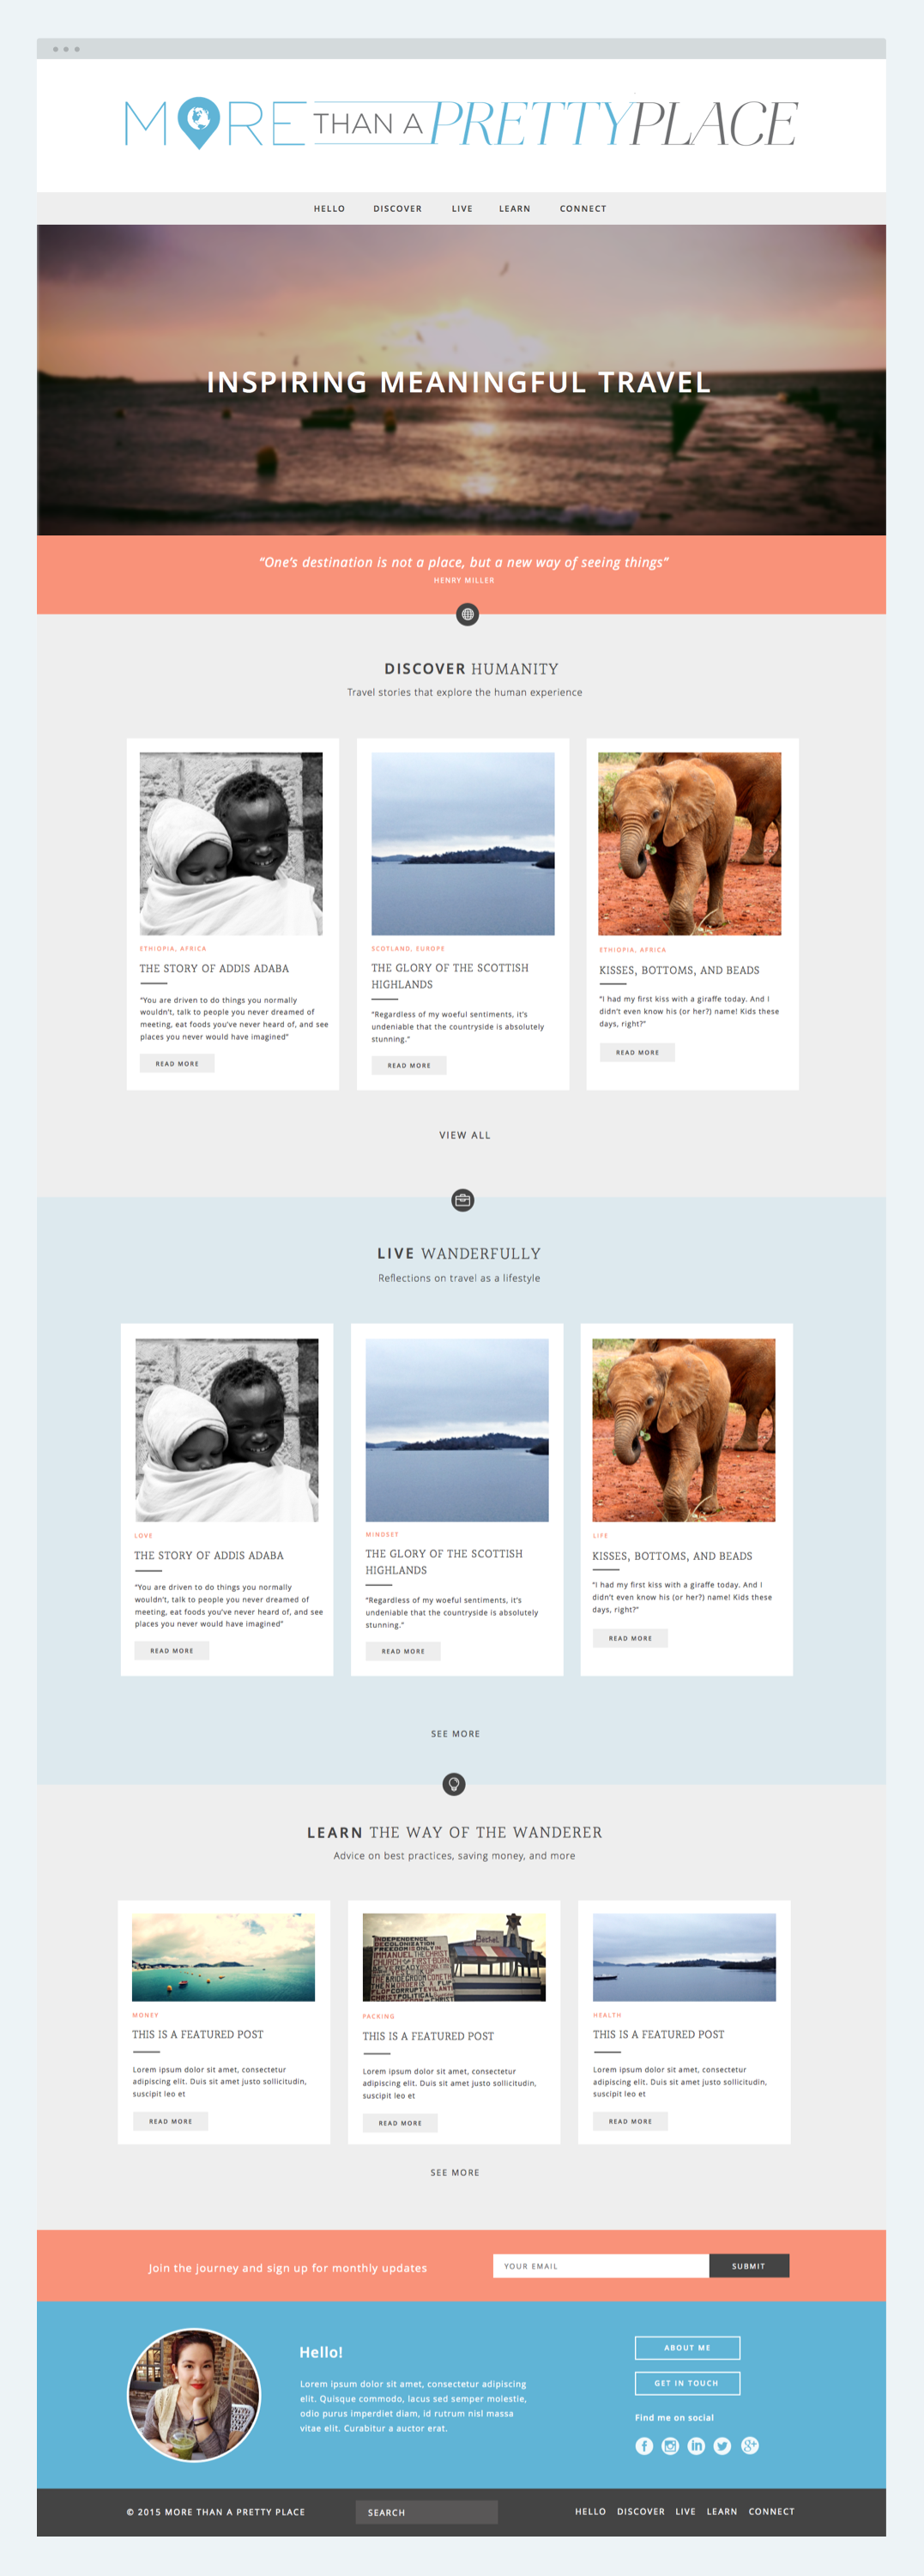 MORE THAN A PRETTYPLACE
HELLO DISCOVER LIVE LEARN CONNECT
INSPIRING MEANINGFUL TRAVEL
“One’s destination is not a place, but a new way of seeing things”
HENRY MILLER
DISCOVER HUMANITY
Travel stories that explore the human experience
ETHIOPIA, AFRICA
THE STORY OF ADDIS ADABA
"You are driven to do things you normally
wouldn't, talk to people you never dreamed of
meeting, eat foods you've never heard of, and see
places you never would have imagined"
READ MORE
SCOTLAND, EUROPE
THE GLORY OF THE SCOTTISH
HIGHLANDS
"Regardless of my woeful sentiments, it's
undeniable that the countryside is absolutely
stunning."
READ MORE
ETHIOPIA, AFRICA
KISSES, BOTTOMS, AND BEADS
"I had my first kiss with a giraffe today. And I
didn't even know his (or her?) name! Kids these
days, right?"
READ MORE
VIEW ALL
LIVE WANDERFULLY
Reflections on travel as a lifestyle
LOVE
THE STORY OF ADDIS ADABA
"You are driven to do things you normally
wouldn't, talk to people you never dreamed of
meeting, eat foods you've never heard of, and see
places you never would have imagined"
READ MORE
MINDSET
THE GLORY OF THE SCOTTISH
HIGHLANDS
"Regardless of my woeful sentiments, it's
undeniable that the countryside is absolutely
stunning."
READ MORE
LIFE
KISSES, BOTTOMS, AND BEADS
"I had my first kiss with a giraffe today. And I
didn't even know his (or her?) name! Kids these
days, right?"
READ MORE
SEE MORE
LEARN THE WAY OF THE WANDERER
Advice on best practices, saving money, and more
MONEY
THIS IS A FEATURED POST
Lorem ipsum dolor sit amet, consectetur
adipiscing elit. Duis sit amet justo sollicitudin,
suscipit leo et
READ MORE
INDEPENDENCE
DECOLONIZATION
FREEDOM IS ONLY IN
IMMANUEL THE CHRIST
Bechel
PACKING
THIS IS A FEATURED POST
Lorem ipsum dolor sit amet, consectetur
adipiscing elit. Duis sit amet justo sollicitudin,
suscipit leo et
READ MORE
HEALTH
THIS IS A FEATURED POST
Lorem ipsum dolor sit amet, consectetur
adipiscing elit. Duis sit amet justo sollicitudin,
suscipit leo et
READ MORE
SEE MORE
Join the journey and sign up for monthly updates
YOUR EMAIL
SUBMIT
Hello!
Lorem ipsum dolor sit amet, consectetur adipiscing
elit. Quisque commodo, lacus sed semper molestie,
odio purus imperdiet diam, id rutrum nisl massa
vitae elit. Curabitur a auctor erat.
ABOUT ME
GET IN TOUCH
Find me on social
© 2015 MORE THAN A PRETTY PLACE
SEARCH
HELLO DISCOVER LIVE LEARN CONNECT